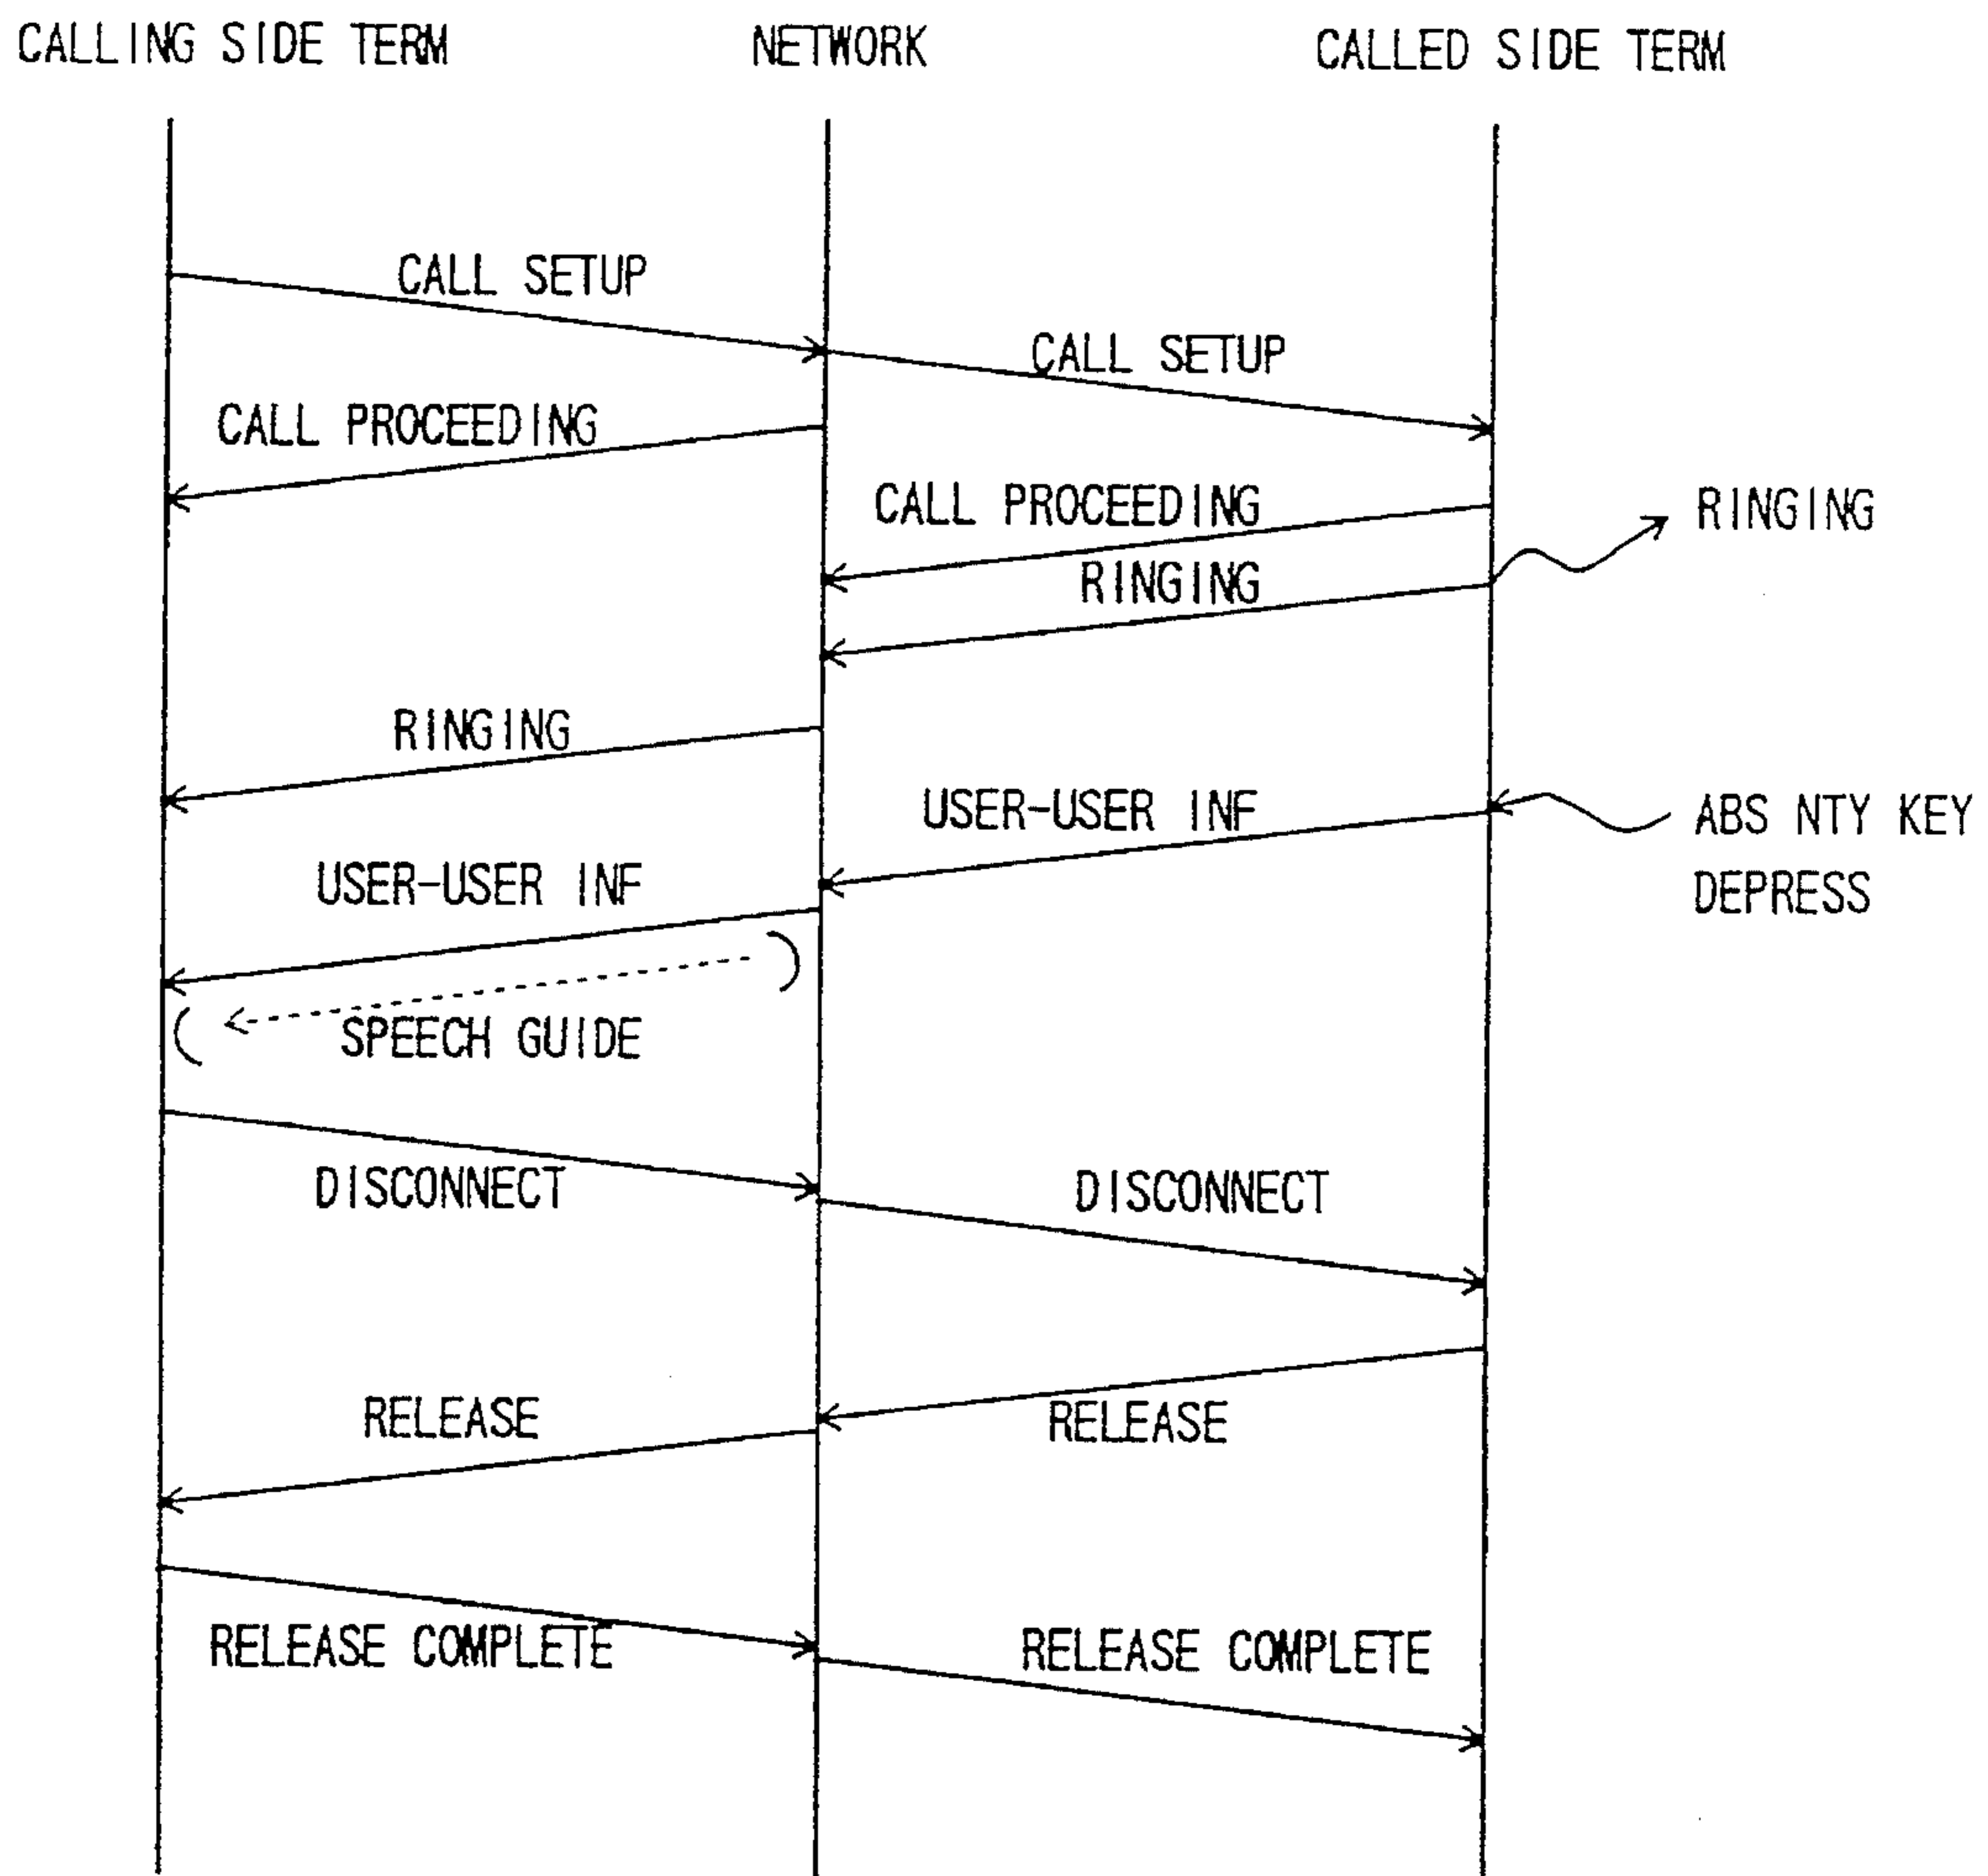 CALLING SIDE TERM
NETWORK
CALLED SIDE TERM
CALL SETUP
CALL SETUP
CALL PROCEEDING
CALL PROCEEDING
RINGING
RINGING
RINGING
USER-USER INF
ABS NTY KEY
DEPRESS
USER-USER INF
SPEECH GUIDE
DISCONNECT
DISCONNECT
RELEASE
RELEASE
RELEASE COMPLETE
RELEASE COMPLETE